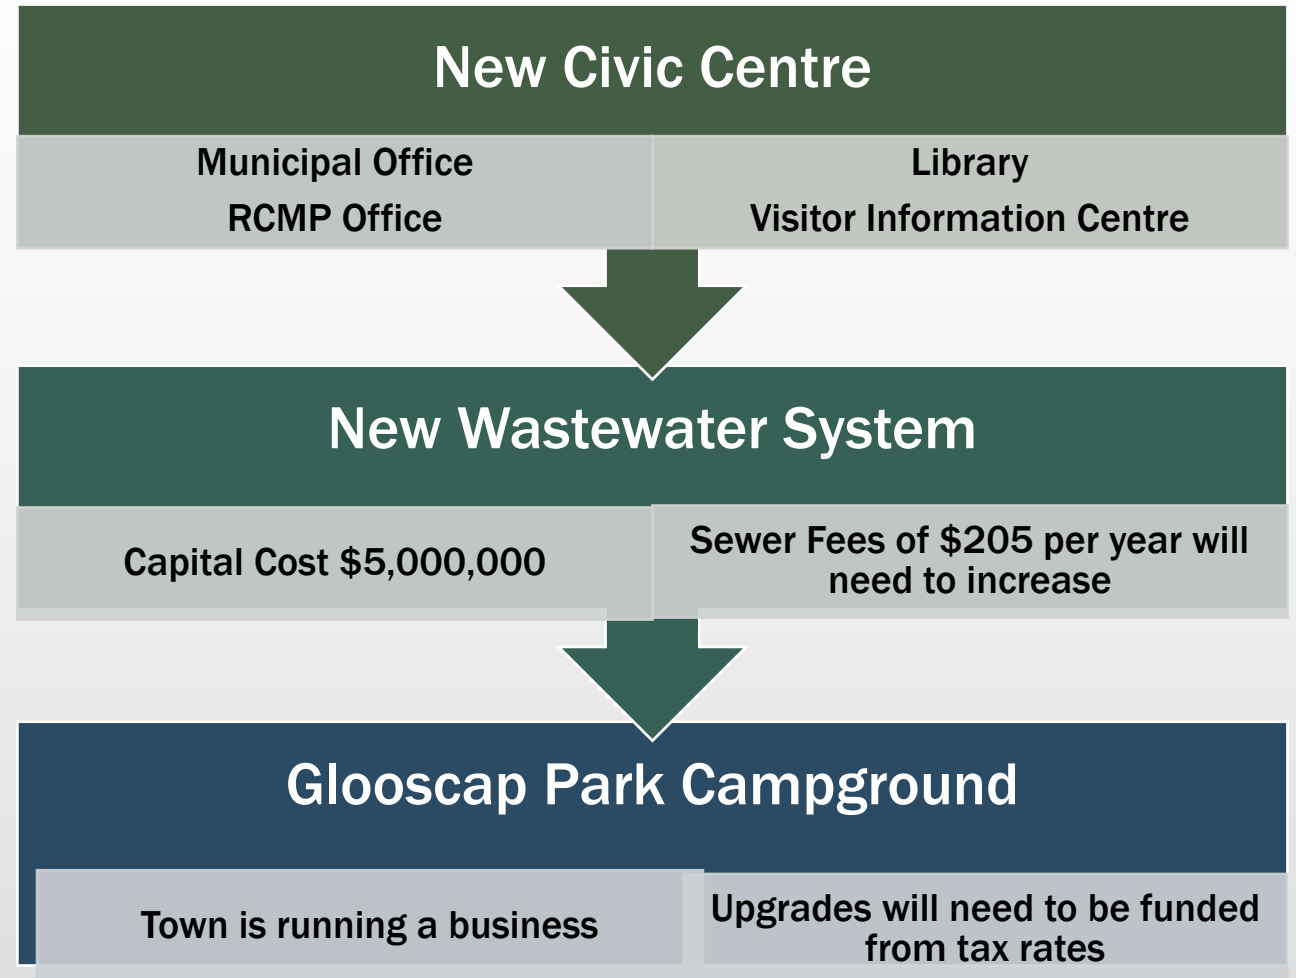 New Civic Centre
Municipal Office
RCMP Office
Library
Visitor Information Centre
New Wastewater System
Capital Cost $5,000,000
Sewer Fees of $205 per year will
need to increase
Glooscap Park Campground
Town is running a business
Upgrades will need to be funded
from tax rates